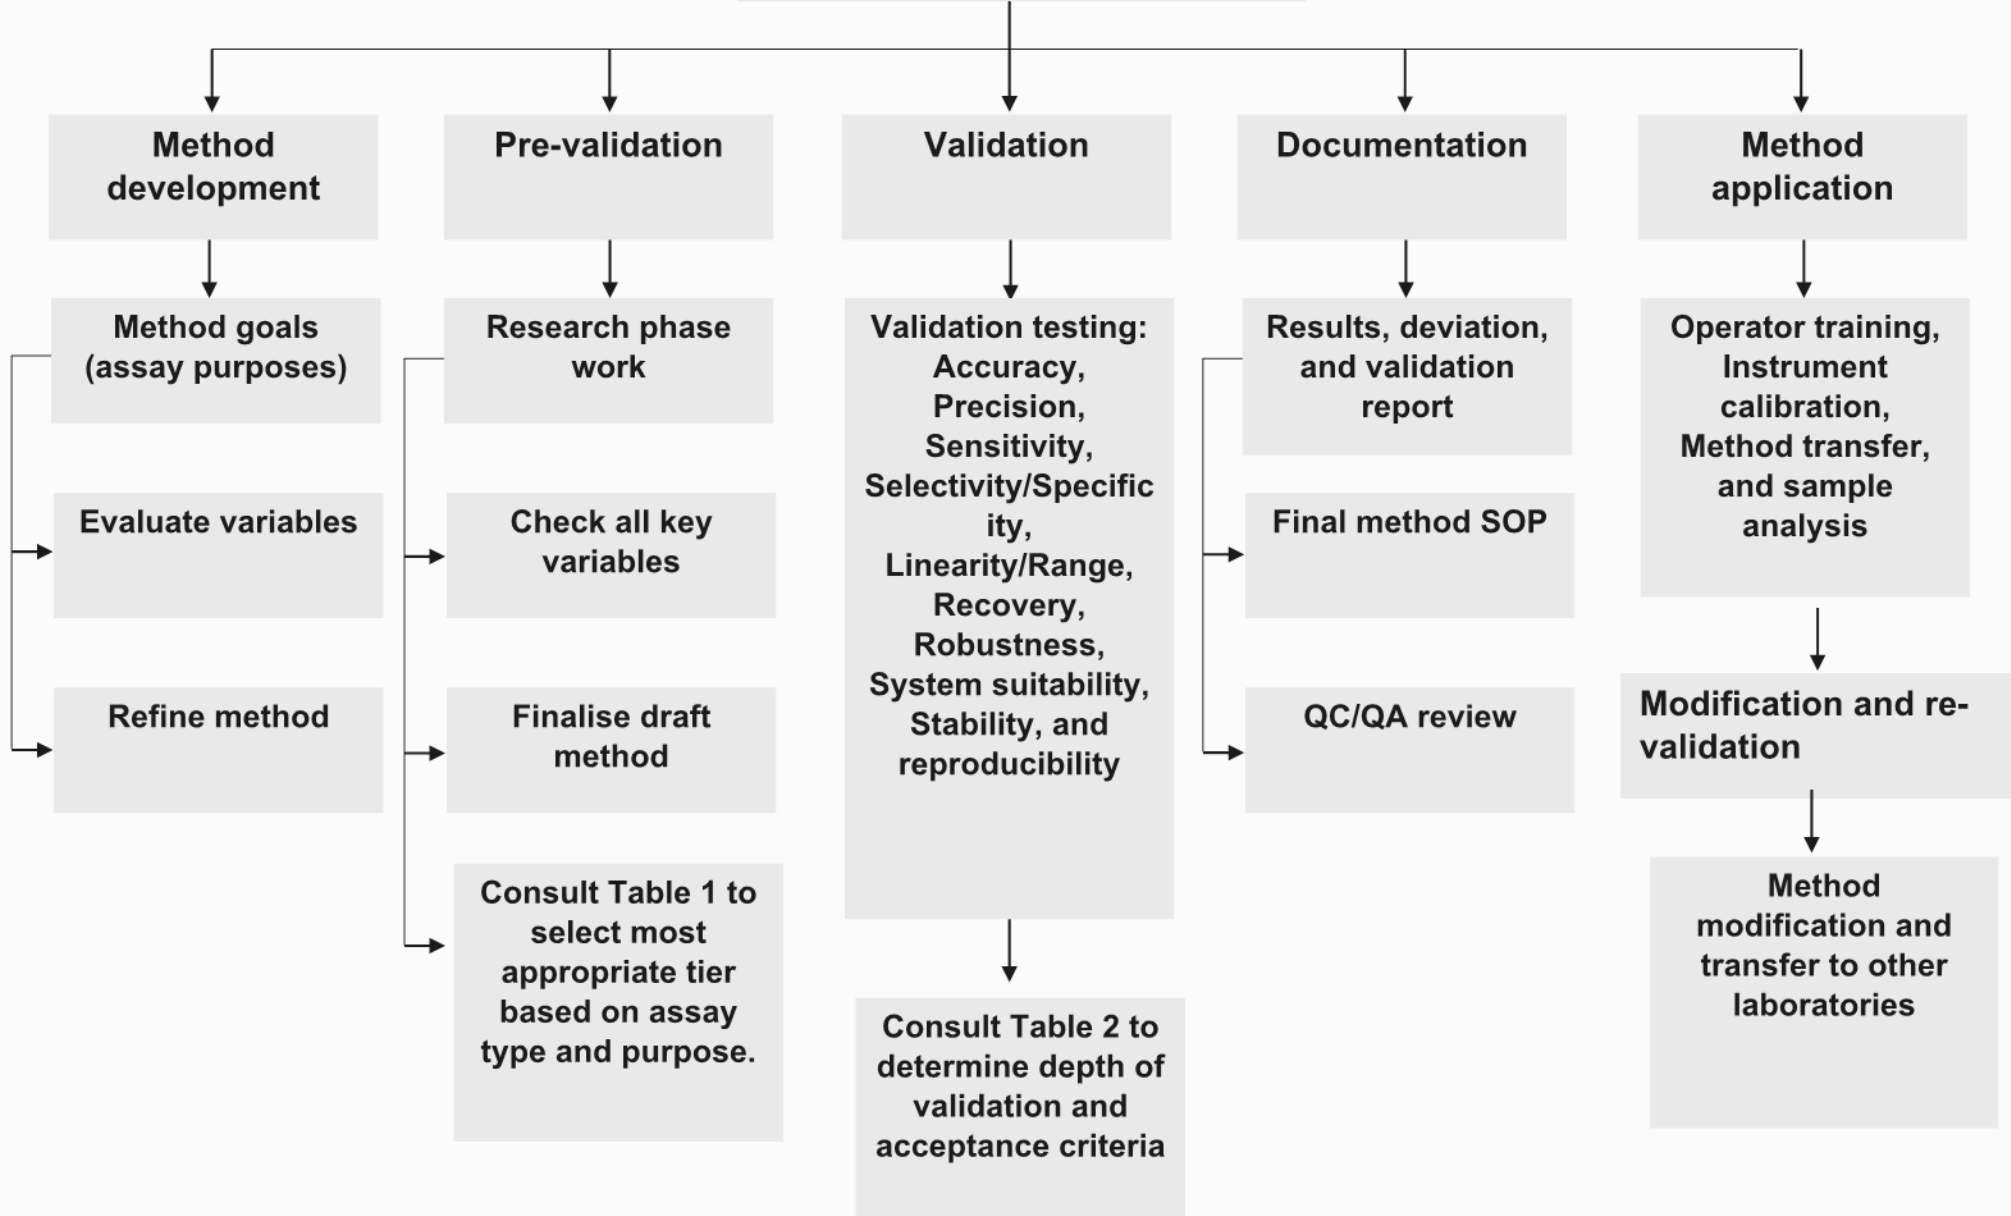 Method
development
Pre-validation
Validation
Documentation
Method
application
Method goals
(assay purposes)
Evaluate variables
Refine method
Research phase
work
Check all key
variables
Finalise draft
method
Consult Table 1 to
select most
appropriate tier
based on assay
type and purpose.
Validation testing:
Accuracy,
Precision,
Sensitivity,
Selectivity/Specific
ity,
Linearity/Range,
Recovery,
Robustness,
System suitability,
Stability, and
reproducibility
Consult Table 2 to
determine depth of
validation and
acceptance criteria
Results, deviation,
and validation
report
Final method SOP
QC/QA review
Operator training,
Instrument
calibration,
Method transfer,
and sample
analysis
Modification and re-
validation
Method
modification and
transfer to other
laboratories